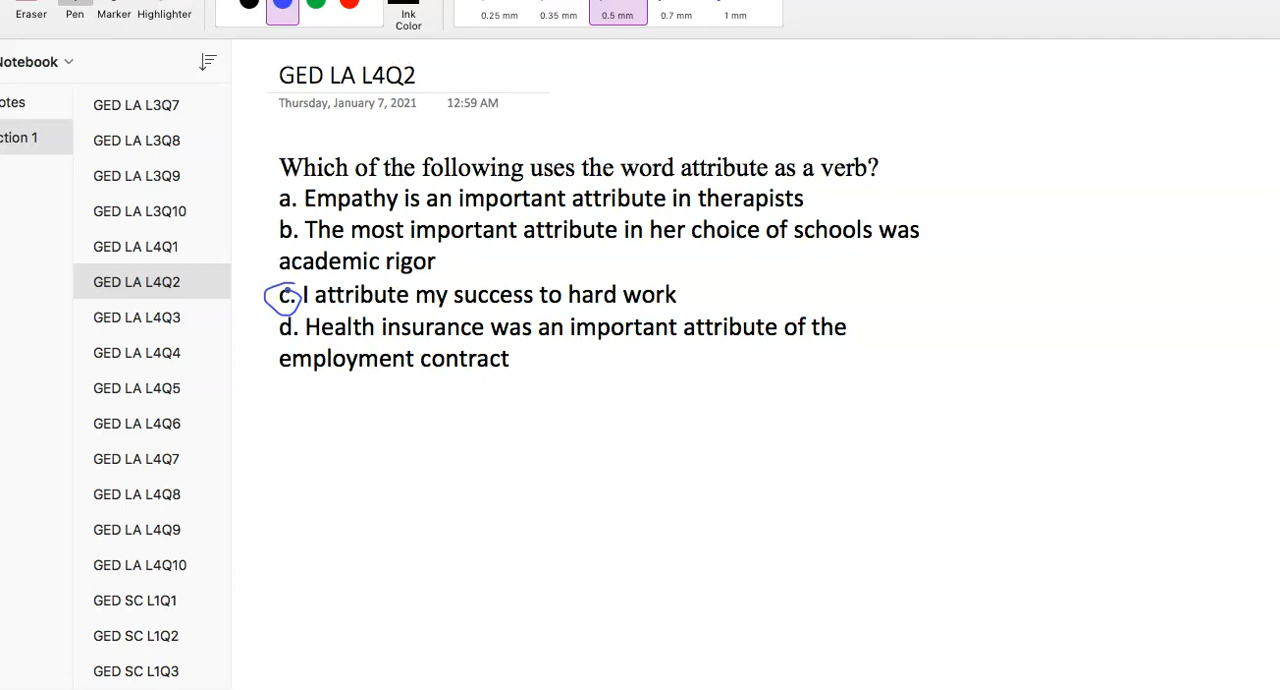 Eraser Pen Marker Highlighter
Ink
Color
0.25 mm 0.35 mm 0.5 mm 0.7 mm 1 mm
Notebook
GED LA L4Q2
Thursday, January 7, 2021 12:59 AM
otes
ction 1
GED LA L3Q7
GED LA L3Q8
GED LA L3Q9
GED LA L3Q10
GED LA L4Q1
GED LA L4Q2
GED LA L4Q3
GED LA L4Q4
GED LA L4Q5
GED LA L4Q6
GED LA L4Q7
GED LA L4Q8
GED LA L4Q9
GED LA L4Q10
GED SC L1Q1
GED SC L1Q2
GED SC L1Q3
Which of the following uses the word attribute as a verb?
a. Empathy is an important attribute in therapists
b. The most important attribute in her choice of schools was
academic rigor
c. I attribute my success to hard work
d. Health insurance was an important attribute of the
employment contract